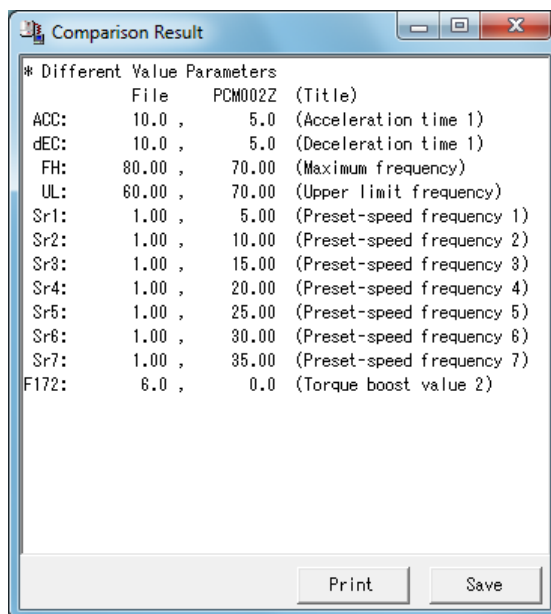 Comparison Result
* Different Value Parameters
File PCM002Z (Title)
ACC: 10.0 , 5.0 (Acceleration time 1)
dEC: 10.0 , 5.0 (Deceleration time 1)
FH: 80.00 , 70.00 (Maximum frequency)
UL: 60.00 , 70.00 (Upper limit frequency)
Sr1: 1.00 , 5.00 (Preset-speed frequency 1)
Sr2: 1.00 , 10.00 (Preset-speed frequency 2)
Sr3: 1.00 , 15.00 (Preset-speed frequency 3)
Sr4: 1.00 , 20.00 (Preset-speed frequency 4)
Sr5: 1.00 , 25.00 (Preset-speed frequency 5)
Sr6: 1.00 , 30.00 (Preset-speed frequency 6)
Sr7: 1.00 , 35.00 (Preset-speed frequency 7)
F172: 6.0 , 0.0 (Torque boost value 2)
Print Save